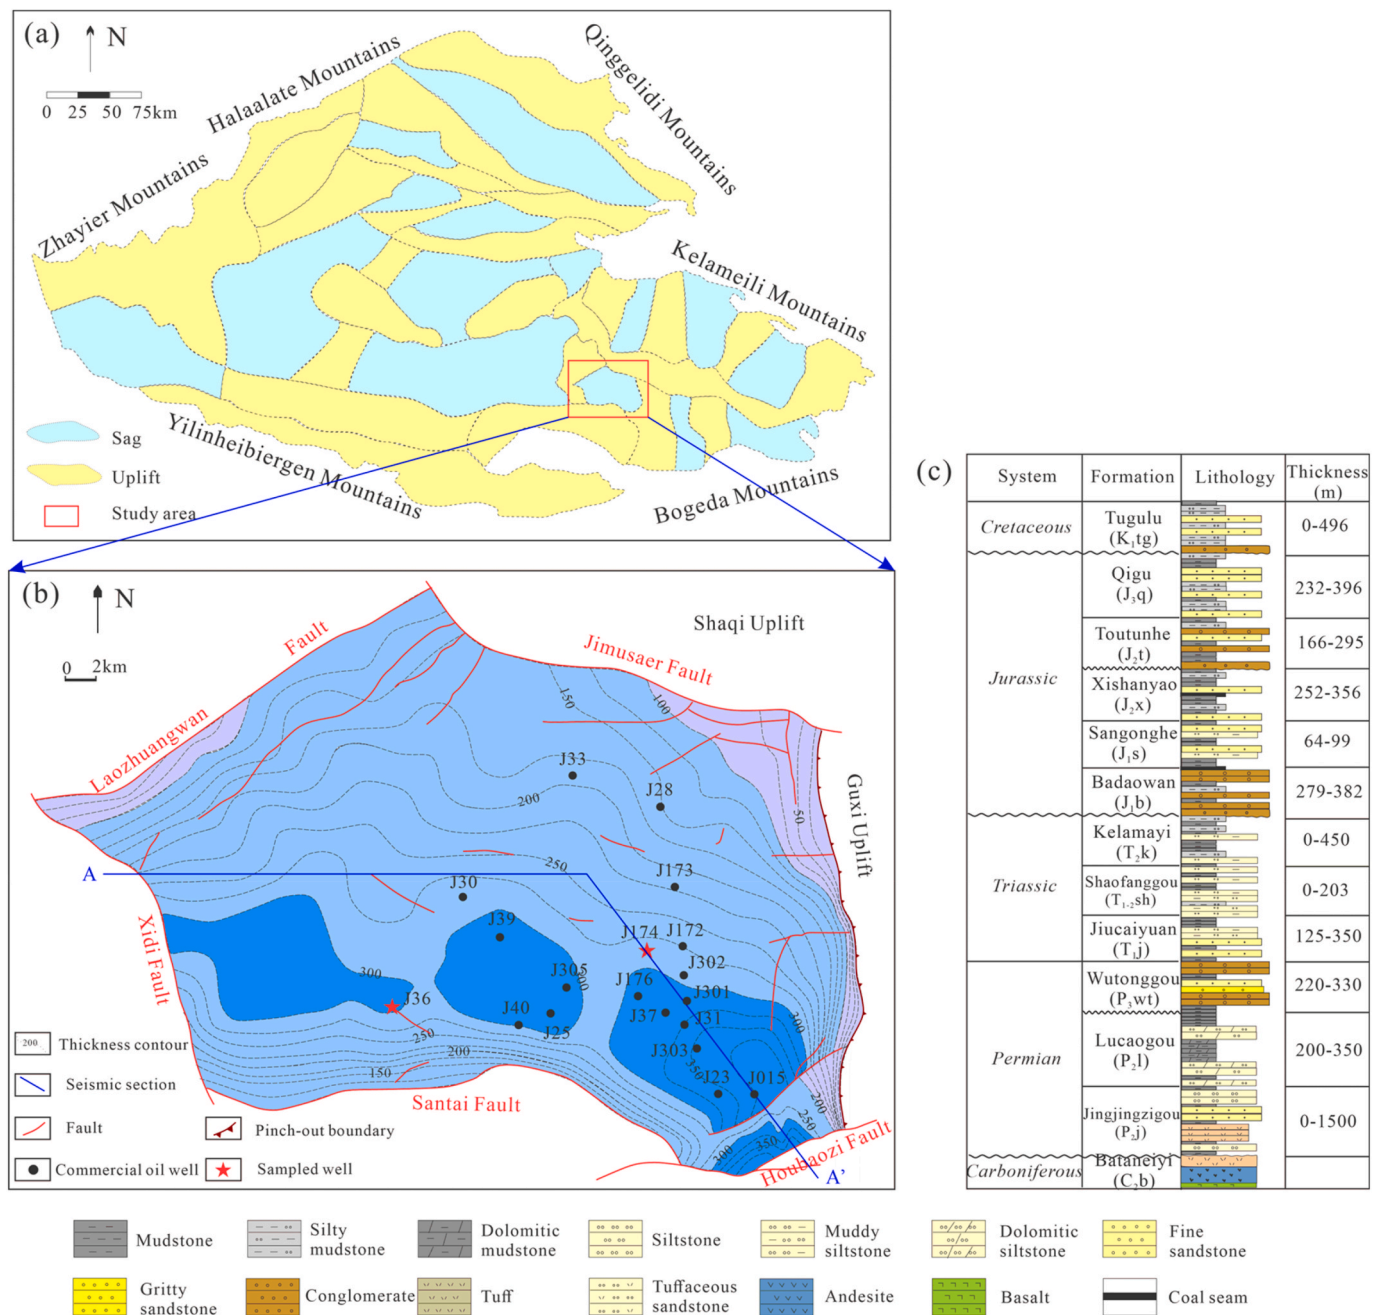 (a)
N
0 25 50 75km
Halaalate Mountains
Qinggelidi Mountains
Zhayier Mountains
Kelameili Mountains
Yilinheibiergen Mountains
Bogeda Mountains
Sag
Uplift
Study area
(b)
N
0 2km
Shaqi Uplift
Laozhuangwan Fault
Jimusaer Fault
Guxi Uplift
Xidi Fault
Santai Fault
Houbaozi Fault
150
100
50
J33
J28
200
250
J173
A
J30
J39
J174
J172
J302
J305
300
J176
J301
300
J36
J37
J31
300
J40
J25
250
J303
200
350
150
J23
J015
200
250
300
350
A'
200 Thickness contour
Seismic section
Fault
Pinch-out boundary
Commercial oil well
Sampled well
(c)
System Formation Lithology Thickness (m)
Cretaceous
Tugulu
(K₁tg)
0-496
Jurassic
Qigu
(J₃q)
232-396
Toutunhe
(J₂t)
166-295
Xishanyao
(J₂x)
252-356
Sangonghe
(J₁s)
64-99
Badaowan
(J₁b)
279-382
Triassic
Kelamayi
(T₂k)
0-450
Shaofanggou
(T₁₋₂sh)
0-203
Jiucaiyuan
(T₁j)
125-350
Permian
Wutonggou
(P₃wt)
220-330
Lucaogou
(P₂l)
200-350
Jingjingzigou
(P₂j)
0-1500
Carboniferous
Bataneiyi
(C₂b)
Mudstone
Silty mudstone
Dolomitic mudstone
Siltstone
Muddy siltstone
Dolomitic siltstone
Fine sandstone
Gritty sandstone
Conglomerate
Tuff
Tuffaceous sandstone
Andesite
Basalt
Coal seam